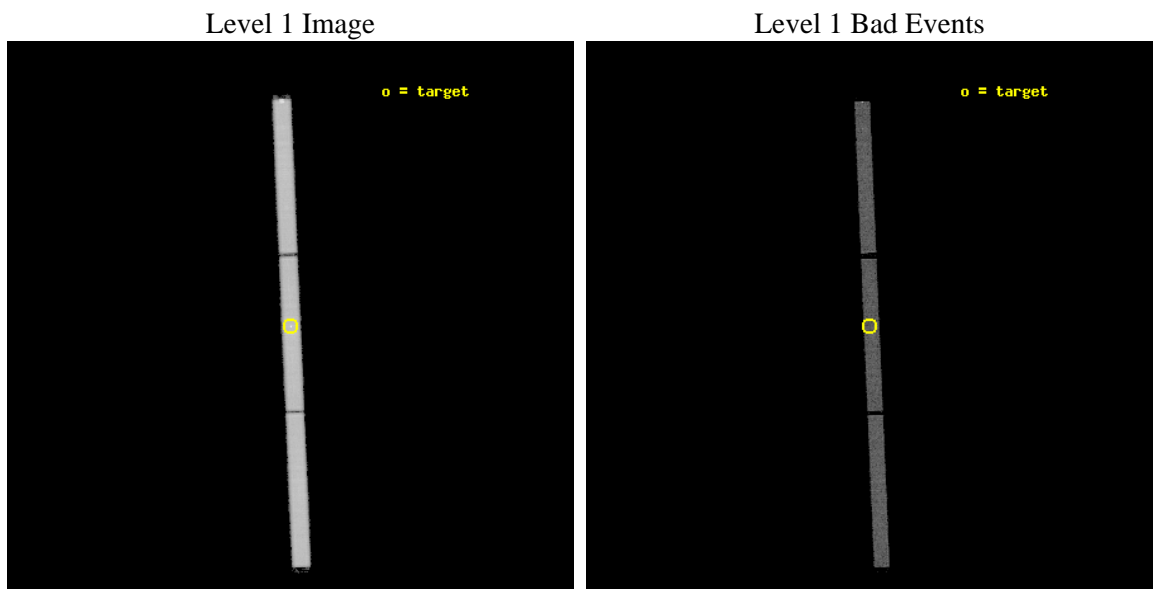 Level 1 Image
Level 1 Bad Events
o = target
o = target